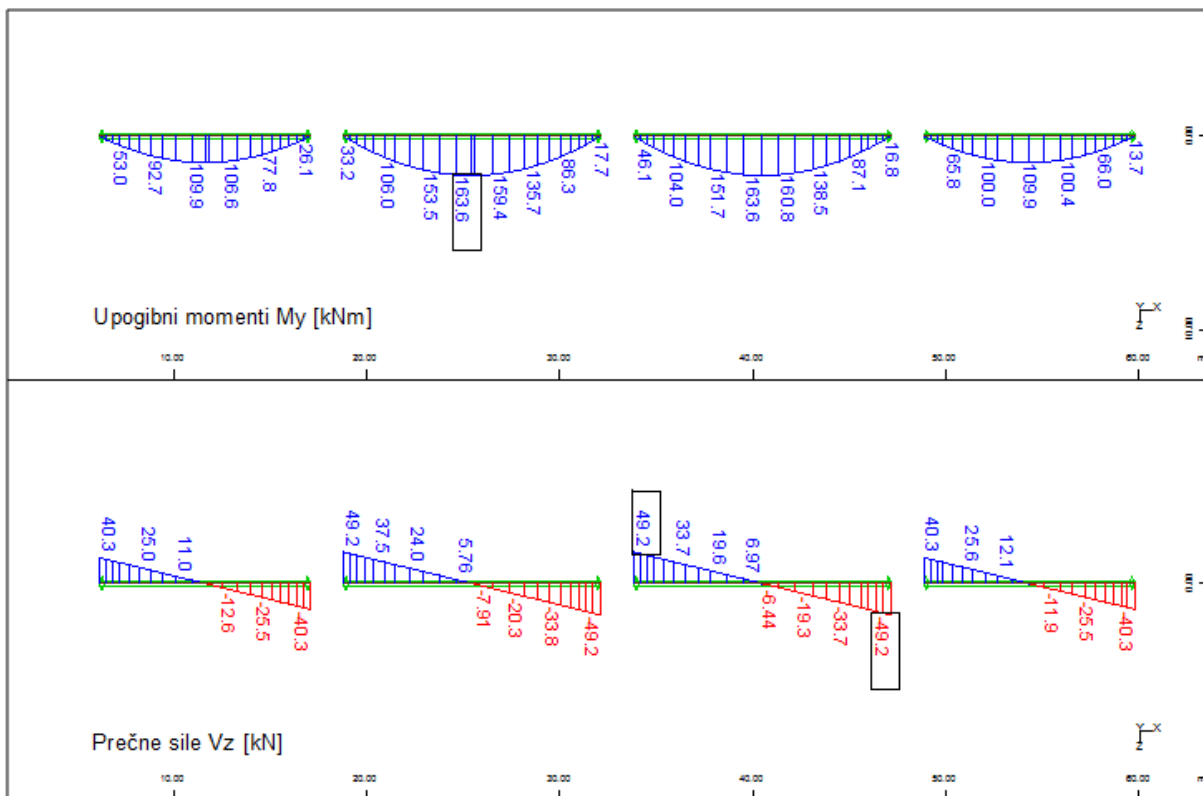 53.0 92.7 109.9 106.6 77.8 26.1 33.2 106.0 153.5 163.6 159.4 135.7 86.3 17.7 46.1 104.0 151.7 163.6 160.8 138.5 87.1 16.8 65.8 100.0 109.9 100.4 66.0 13.7
Upogibni momenti My [kNm]
Y X
Z
10.00 20.00 30.00 40.00 50.00 60.00 m
40.3 25.0 11.0 -12.6 -25.5 -40.3 49.2 37.5 24.0 5.76 -7.91 -20.3 -33.8 -49.2 49.2 33.7 19.6 6.97 -6.44 -19.3 -33.7 -49.2 40.3 25.6 12.1 -11.9 -25.5 -40.3
Prečne sile Vz [kN]
Y X
Z
10.00 20.00 30.00 40.00 50.00 60.00 m